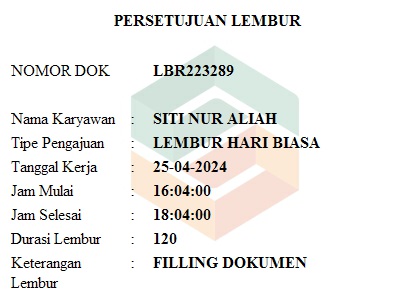 PERSETUJUAN LEMBUR
NOMOR DOK LBR223289
Nama Karyawan : SITI NUR ALIAH
Tipe Pengajuan : LEMBUR HARI BIASA
Tanggal Kerja : 25-04-2024
Jam Mulai : 16:04:00
Jam Selesai : 18:04:00
Durasi Lembur : 120
Keterangan : FILLING DOKUMEN
Lembur